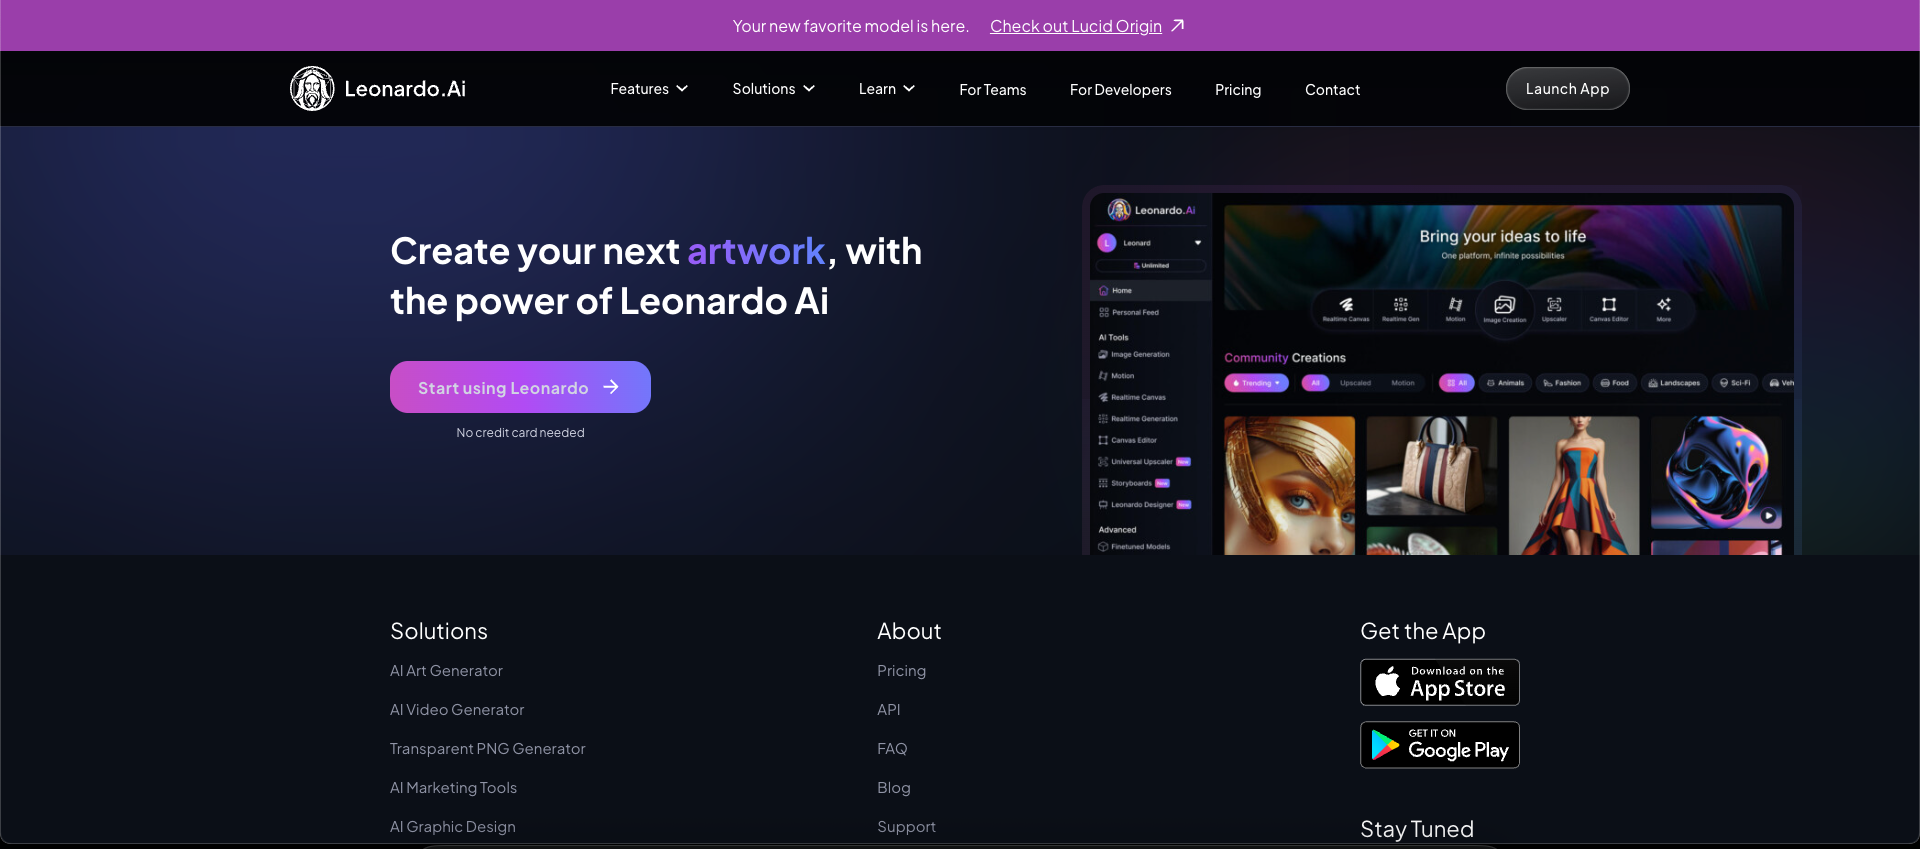 Your new favorite model is here. Check out Lucid Origin
Leonardo.Ai
Features
Solutions
Learn
For Teams
For Developers
Pricing
Contact
Launch App
Create your next artwork, with
the power of Leonardo Ai
Start using Leonardo
No credit card needed
Leonardo.Ai
L
Leonard
Unlimited
Home
Personal Feed
AI Tools
Image Generation
Motion
Realtime Canvas
Realtime Generation
Canvas Editor
Universal Upscaler New
Storyboards New
Leonardo Designer New
Advanced
Finetuned Models
Bring your ideas to life
One platform, infinite possibilities
Realtime Canvas
Realtime Gen
Motion
Image Creation
Upscaler
Canvas Editor
More
Community Creations
Trending
All
Upscaled
Motion
All
Animals
Fashion
Food
Landscapes
Sci-Fi
Veh
Solutions
AI Art Generator
AI Video Generator
Transparent PNG Generator
AI Marketing Tools
AI Graphic Design
About
Pricing
API
FAQ
Blog
Support
Get the App
Download on the
App Store
GET IT ON
Google Play
Stay Tuned